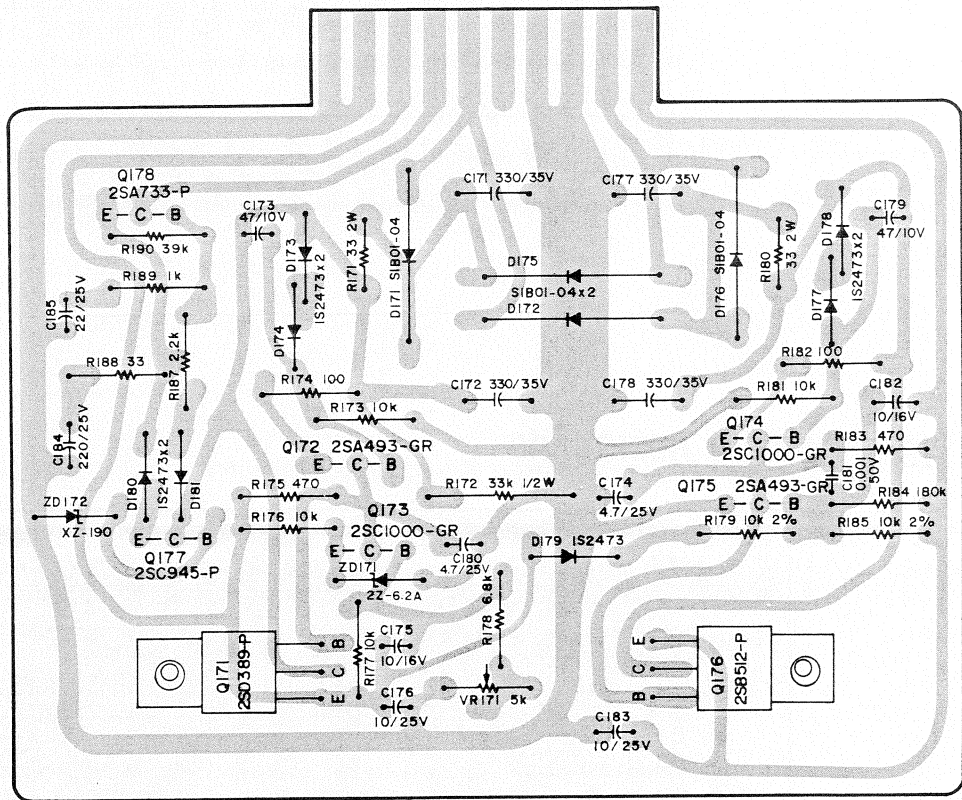 Q178
2SA733-P
E-C-B
R190 39k
R189 1k
C185
22/25V
R188 33
R187 2.2k
C184
220/25V
D180
1S2473x2
D181
ZD172
XZ-190
E-C-B
Q177
2SC945-P
C173
47/10V
D173
1S2473x2
D174
R171 33 2W
D171 S1B01-04
C171 330/35V
C177 330/35V
D175
S1B01-04x2
D172
D176 S1B01-04
R180
33 2W
D178
1S2473x2
D177
C179
47/10V
R182 100
R174 100
R173 10k
C172 330/35V
C178 330/35V
R181 10k
C182
10/16V
Q172 2SA493-GR
E-C-B
Q174
E-C-B
2SC1000-GR
R183 470
C181
0.001
50V
R175 470
R172 33k 1/2W
C174
4.7/25V
Q175 2SA493-GR
E-C-B
R184 180k
R176 10k
Q173
2SC1000-GR
E-C-B
C180
4.7/25V
D179 1S2473
R179 10k 2%
R185 10k 2%
ZD171
2Z-6.2A
R178 6.8k
Q171
2SD389-P
B
C
E
R177 10k
C175
10/16V
C176
10/25V
VR171 5k
E
C
B
Q176
2SB512-P
C183
10/25V